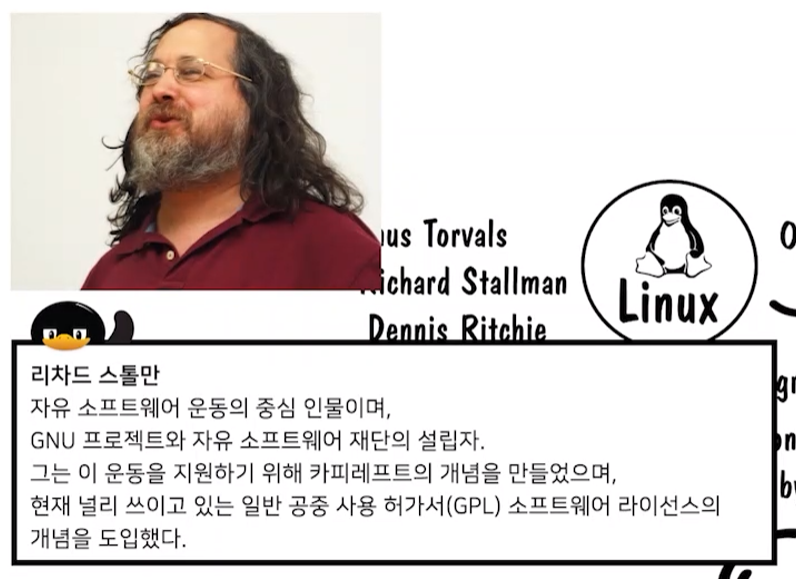 Torvals
Richard Stallman
Dennis Ritchie
Linux
리차드 스톨만
자유 소프트웨어 운동의 중심 인물이며,
GNU 프로젝트와 자유 소프트웨어 재단의 설립자.
그는 이 운동을 지원하기 위해 카피레프트의 개념을 만들었으며,
현재 널리 쓰이고 있는 일반 공중 사용 허가서(GPL) 소프트웨어 라이선스의
개념을 도입했다.